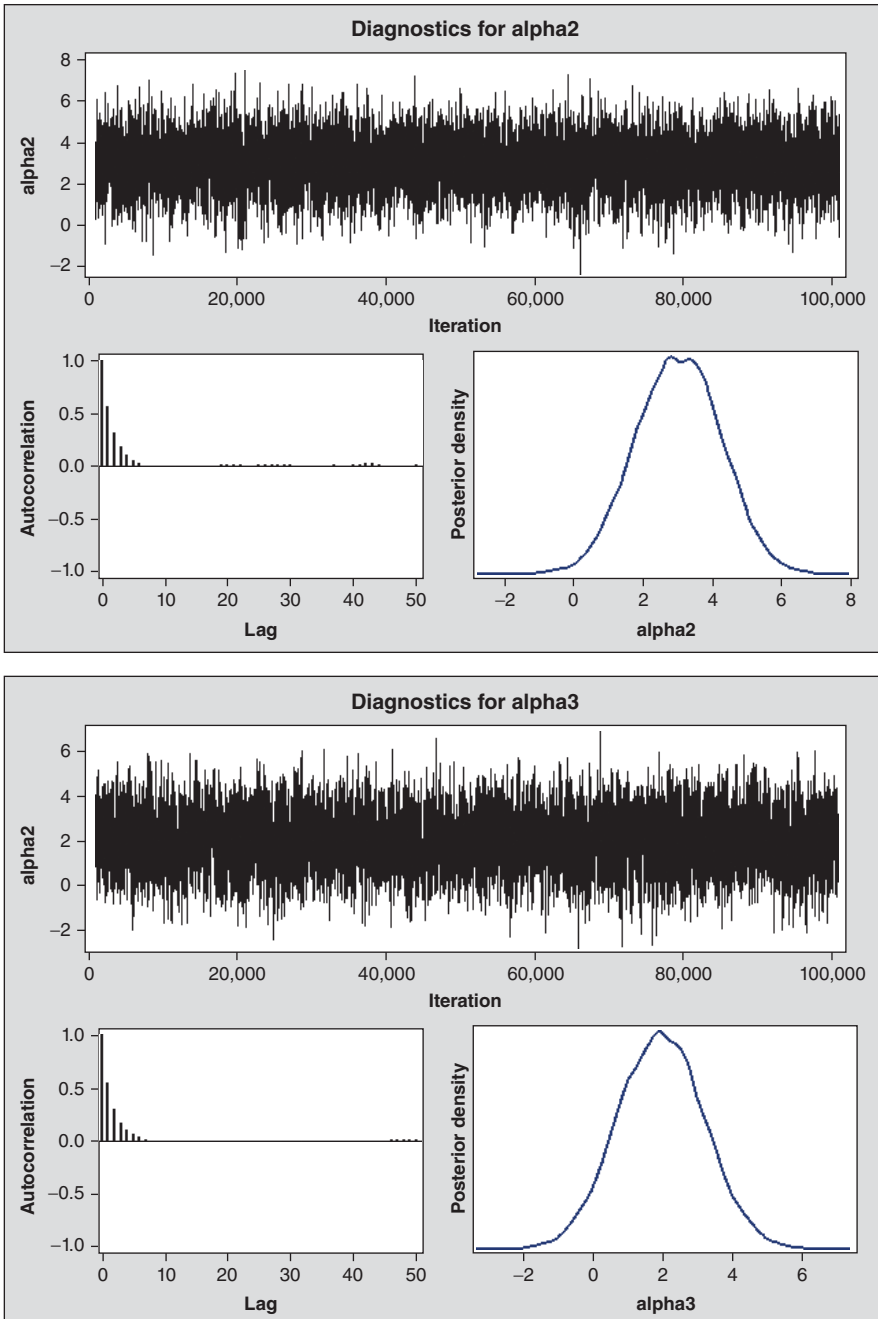 Diagnostics for alpha2
8
6
4
2
0
−2
alpha2
0 20,000 40,000 60,000 80,000 100,000
Iteration
1.0
0.5
0.0
−0.5
−1.0
Autocorrelation
0 10 20 30 40 50
Lag
Posterior density
−2 0 2 4 6 8
alpha2
Diagnostics for alpha3
6
4
2
0
−2
alpha2
0 20,000 40,000 60,000 80,000 100,000
Iteration
1.0
0.5
0.0
−0.5
−1.0
Autocorrelation
0 10 20 30 40 50
Lag
Posterior density
−2 0 2 4 6
alpha3